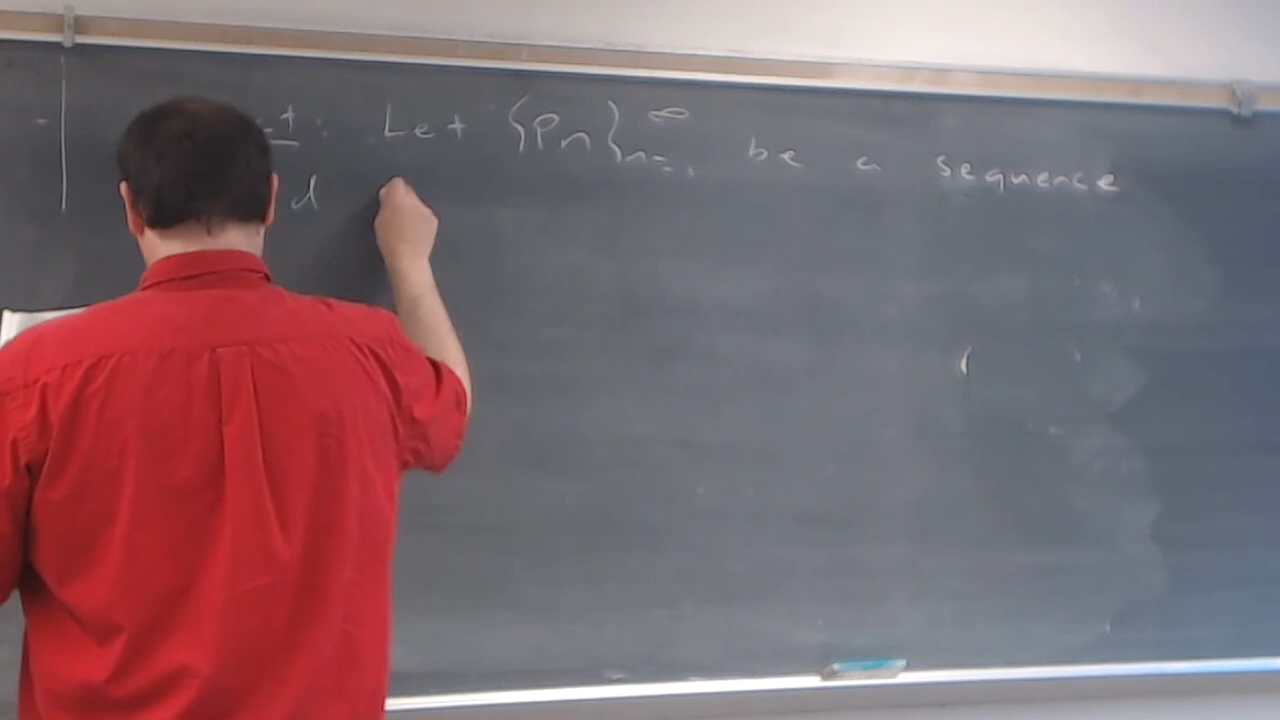 : Let {Pn}∞n=1 be a sequence
d